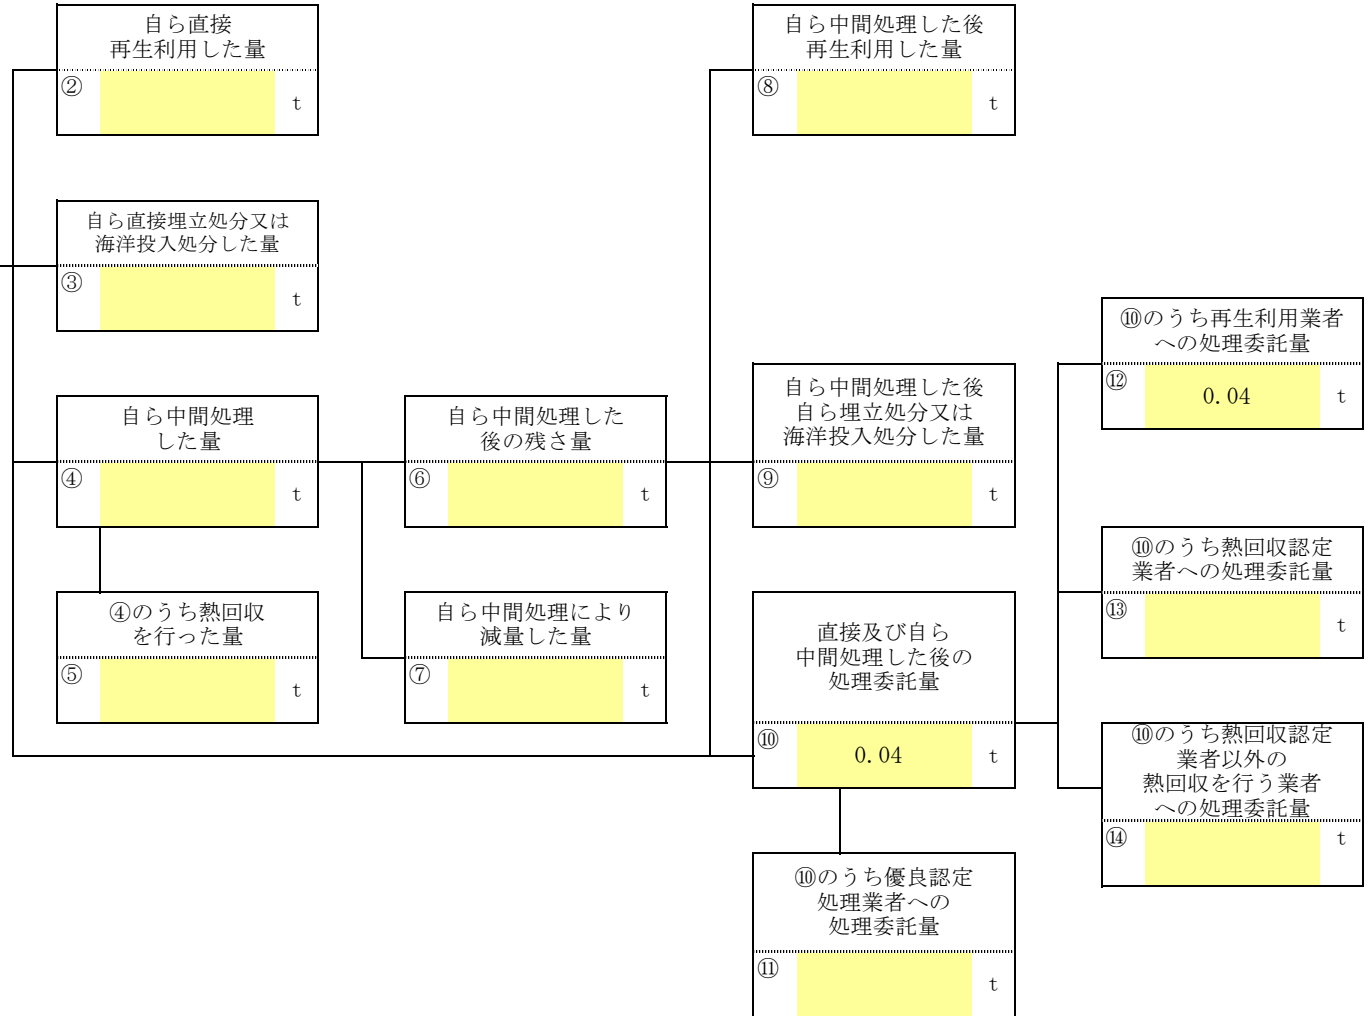 自ら直接
再生利用した量
②
t
自ら中間処理した後
再生利用した量
⑧
t
自ら直接埋立処分又は
海洋投入処分した量
③
t
⑩のうち再生利用業者
への処理委託量
⑫
0.04
t
自ら中間処理
した量
④
t
自ら中間処理した
後の残さ量
⑥
t
自ら中間処理した後
自ら埋立処分又は
海洋投入処分した量
⑨
t
⑩のうち熱回収認定
業者への処理委託量
⑬
t
④のうち熱回収
を行った量
⑤
t
自ら中間処理により
減量した量
⑦
t
直接及び自ら
中間処理した後の
処理委託量
⑩
0.04
t
⑩のうち熱回収認定
業者以外の
熱回収を行う業者
への処理委託量
⑭
t
⑩のうち優良認定
処理業者への
処理委託量
⑪
t